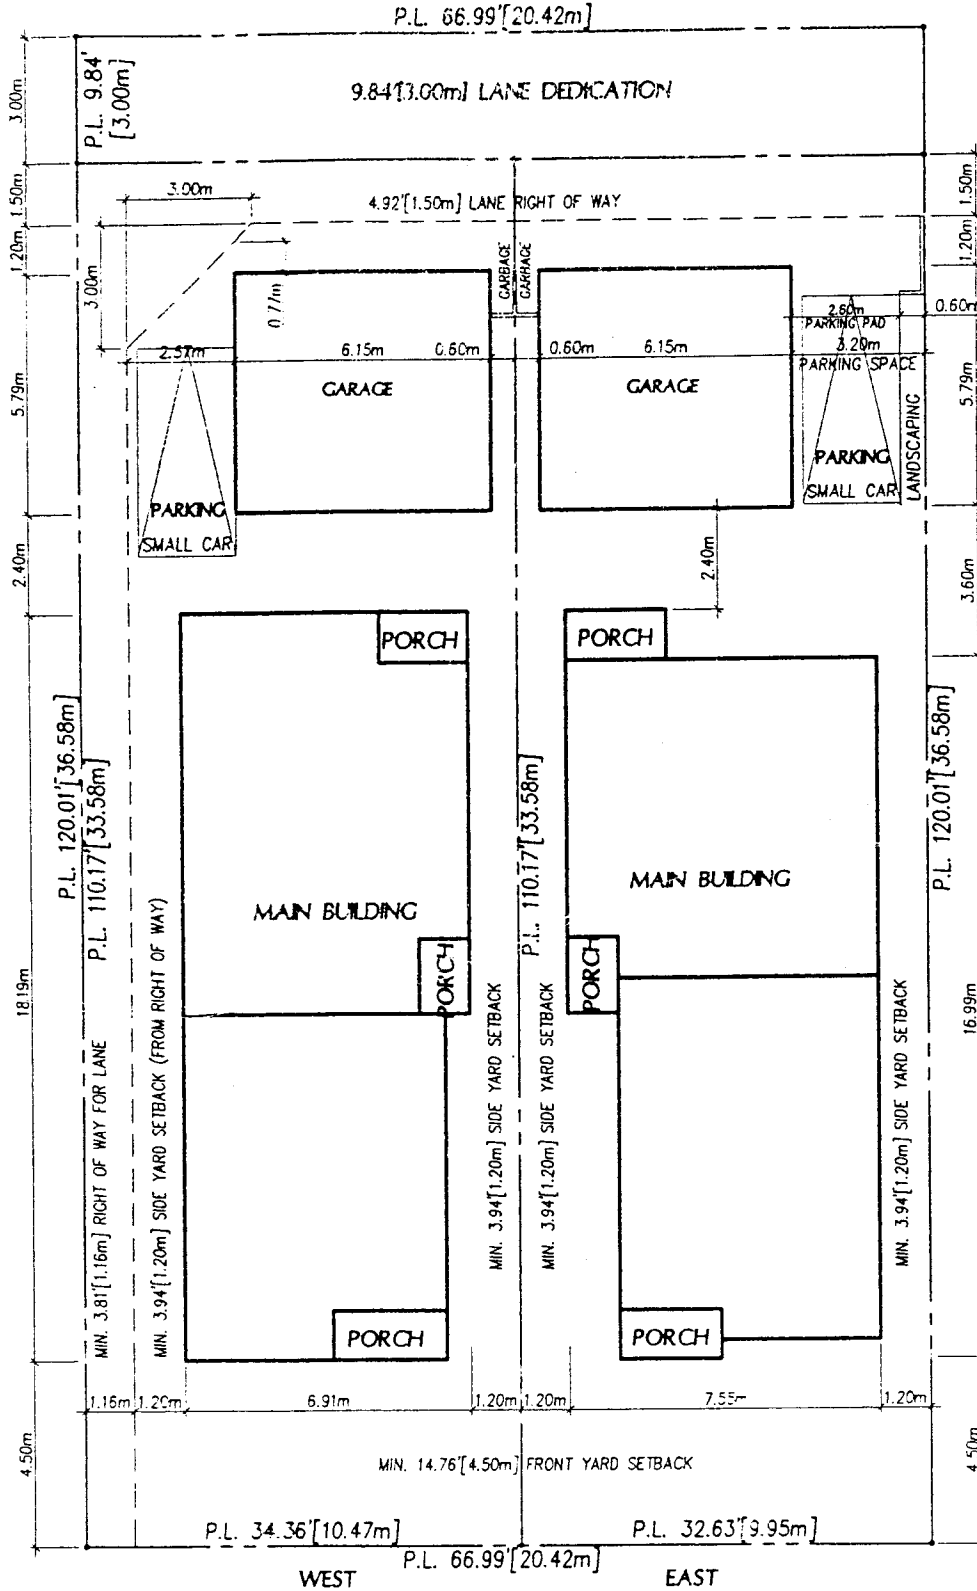 P.L. 66.99'[20.42m]
P.L. 9.84'
[3.00m]
9.84'[3.00m] LANE DEDICATION
3.00m
1.50m
1.20m
5.79m
2.40m
18.19m
4.50m
3.00m
3.00m
4.92'[1.50m] LANE RIGHT OF WAY
0.77m
GARBAGE
GARBAGE
1.50m
1.20m
0.60m
5.79m
3.60m
16.99m
4.50m
2.57m
6.15m
0.60m
0.60m
6.15m
2.60m
PARKING PAD
3.20m
PARKING SPACE
GARAGE
GARAGE
LANDSCAPING
PARKING
SMALL CAR
PARKING
SMALL CAR
2.40m
PORCH
PORCH
P.L. 120.01'[36.58m]
P.L. 110.17'[33.58m]
P.L. 110.17'[33.58m]
P.L. 120.01'[36.58m]
MAIN BUILDING
MAIN BUILDING
PORCH
PORCH
MIN. 3.81'[1.16m] RIGHT OF WAY FOR LANE
MIN. 3.94'[1.20m] SIDE YARD SETBACK (FROM RIGHT OF WAY)
MIN. 3.94'[1.20m] SIDE YARD SETBACK
MIN. 3.94'[1.20m] SIDE YARD SETBACK
MIN. 3.94'[1.20m] SIDE YARD SETBACK
PORCH
PORCH
1.16m
1.20m
6.91m
1.20m
1.20m
7.55m
1.20m
MIN. 14.76'[4.50m] FRONT YARD SETBACK
P.L. 34.36'[10.47m]
P.L. 32.63'[9.95m]
P.L. 66.99'[20.42m]
WEST
EAST